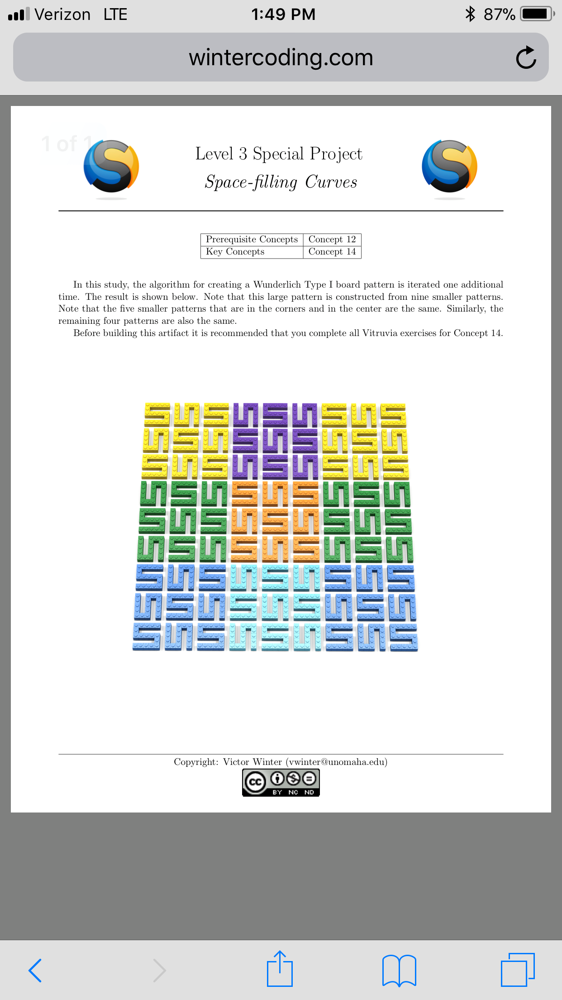 Verizon LTE 1:49 PM 87%
wintercoding.com
1 of 1
Level 3 Special Project
Space-filling Curves
Prerequisite Concepts Concept 12
Key Concepts Concept 14
In this study, the algorithm for creating a Wunderlich Type I board pattern is iterated one additional
time. The result is shown below. Note that this large pattern is constructed from nine smaller patterns.
Note that the five smaller patterns that are in the corners and in the center are the same. Similarly, the
remaining four patterns are also the same.
Before building this artifact it is recommended that you complete all Vitruvia exercises for Concept 14.
Copyright: Victor Winter (vwinter@unomaha.edu)
cc
BY NC ND